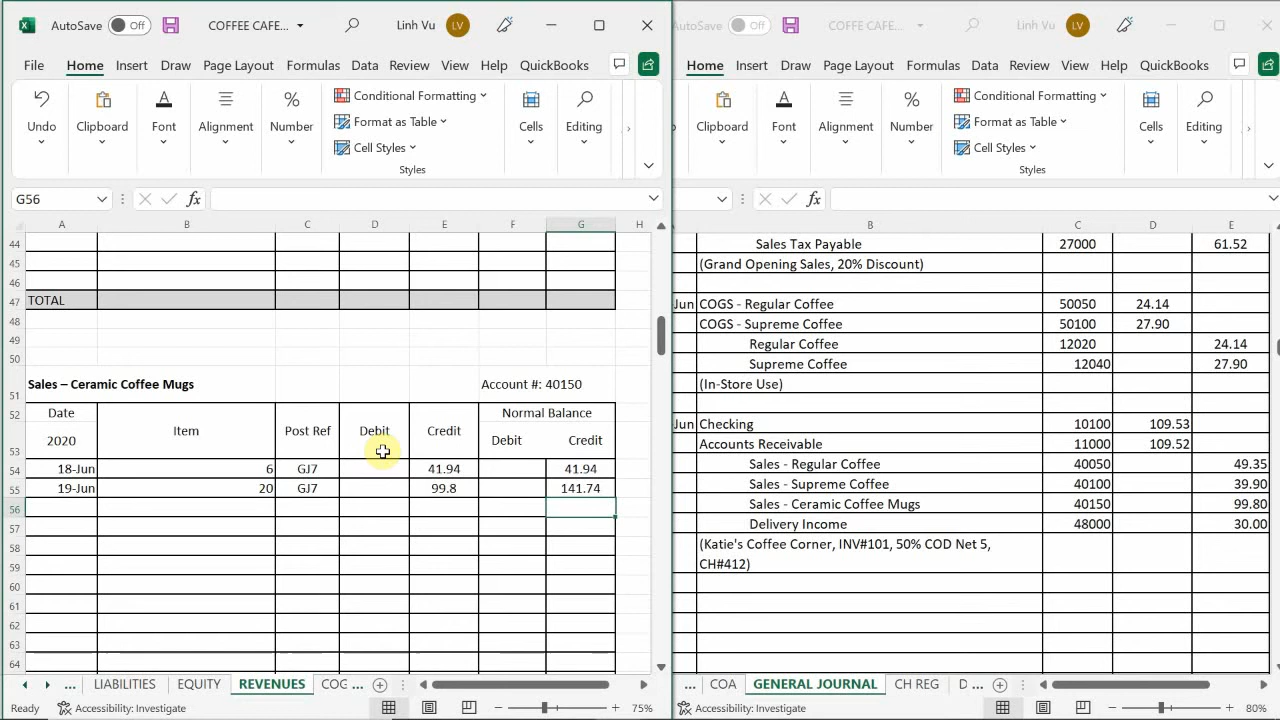 AutoSave Off COFFEE CAFE... Linh Vu LV
File Home Insert Draw Page Layout Formulas Data Review View Help QuickBooks
Undo Clipboard Font Alignment Number Conditional Formatting Format as Table Cell Styles Cells Editing
Styles
G56 fx
A B C D E F G H
44
45
46
47 TOTAL
48
49
50
51 Sales – Ceramic Coffee Mugs Account #: 40150
52 Date Item Post Ref Debit Credit Normal Balance
53 2020 Debit Credit
54 18-Jun 6 GJ7 41.94 41.94
55 19-Jun 20 GJ7 99.8 141.74
56
57
58
59
60
61
62
63
64
... LIABILITIES EQUITY REVENUES COG ...
Ready Accessibility: Investigate 75%
AutoSave Off COFFE CAFE... Linh Vu LV
Home Insert Draw Page Layout Formulas Data Review View Help QuickBooks
Clipboard Font Alignment Number Conditional Formatting Format as Table Cell Styles Cells Editing
Styles
fx
B C D E
Sales Tax Payable 27000 61.52
(Grand Opening Sales, 20% Discount)
Jun COGS - Regular Coffee 50050 24.14
COGS - Supreme Coffee 50100 27.90
Regular Coffee 12020 24.14
Supreme Coffee 12040 27.90
(In-Store Use)
Jun Checking 10100 109.53
Accounts Receivable 11000 109.52
Sales - Regular Coffee 40050 49.35
Sales - Supreme Coffee 40100 39.90
Sales - Ceramic Coffee Mugs 40150 99.80
Delivery Income 48000 30.00
(Katie's Coffee Corner, INV#101, 50% COD Net 5,
CH#412)
... COA GENERAL JOURNAL CH REG D ...
Accessibility: Investigate 80%